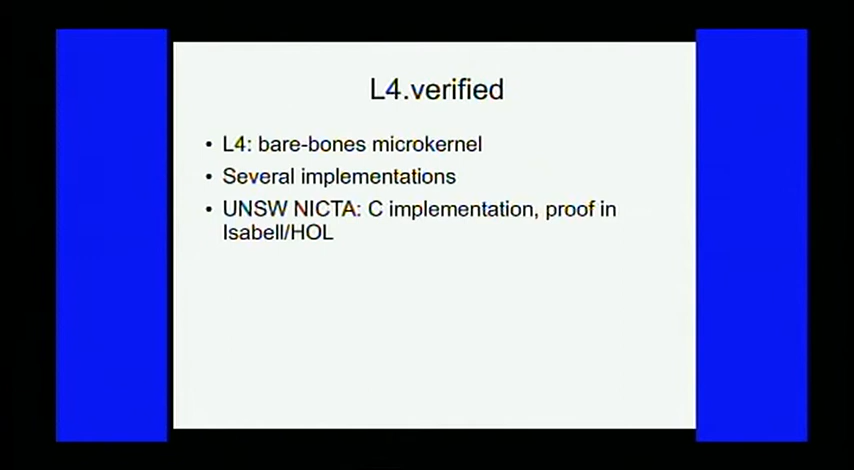 L4.verified
• L4: bare-bones microkernel
• Several implementations
• UNSW NICTA: C implementation, proof in
Isabell/HOL